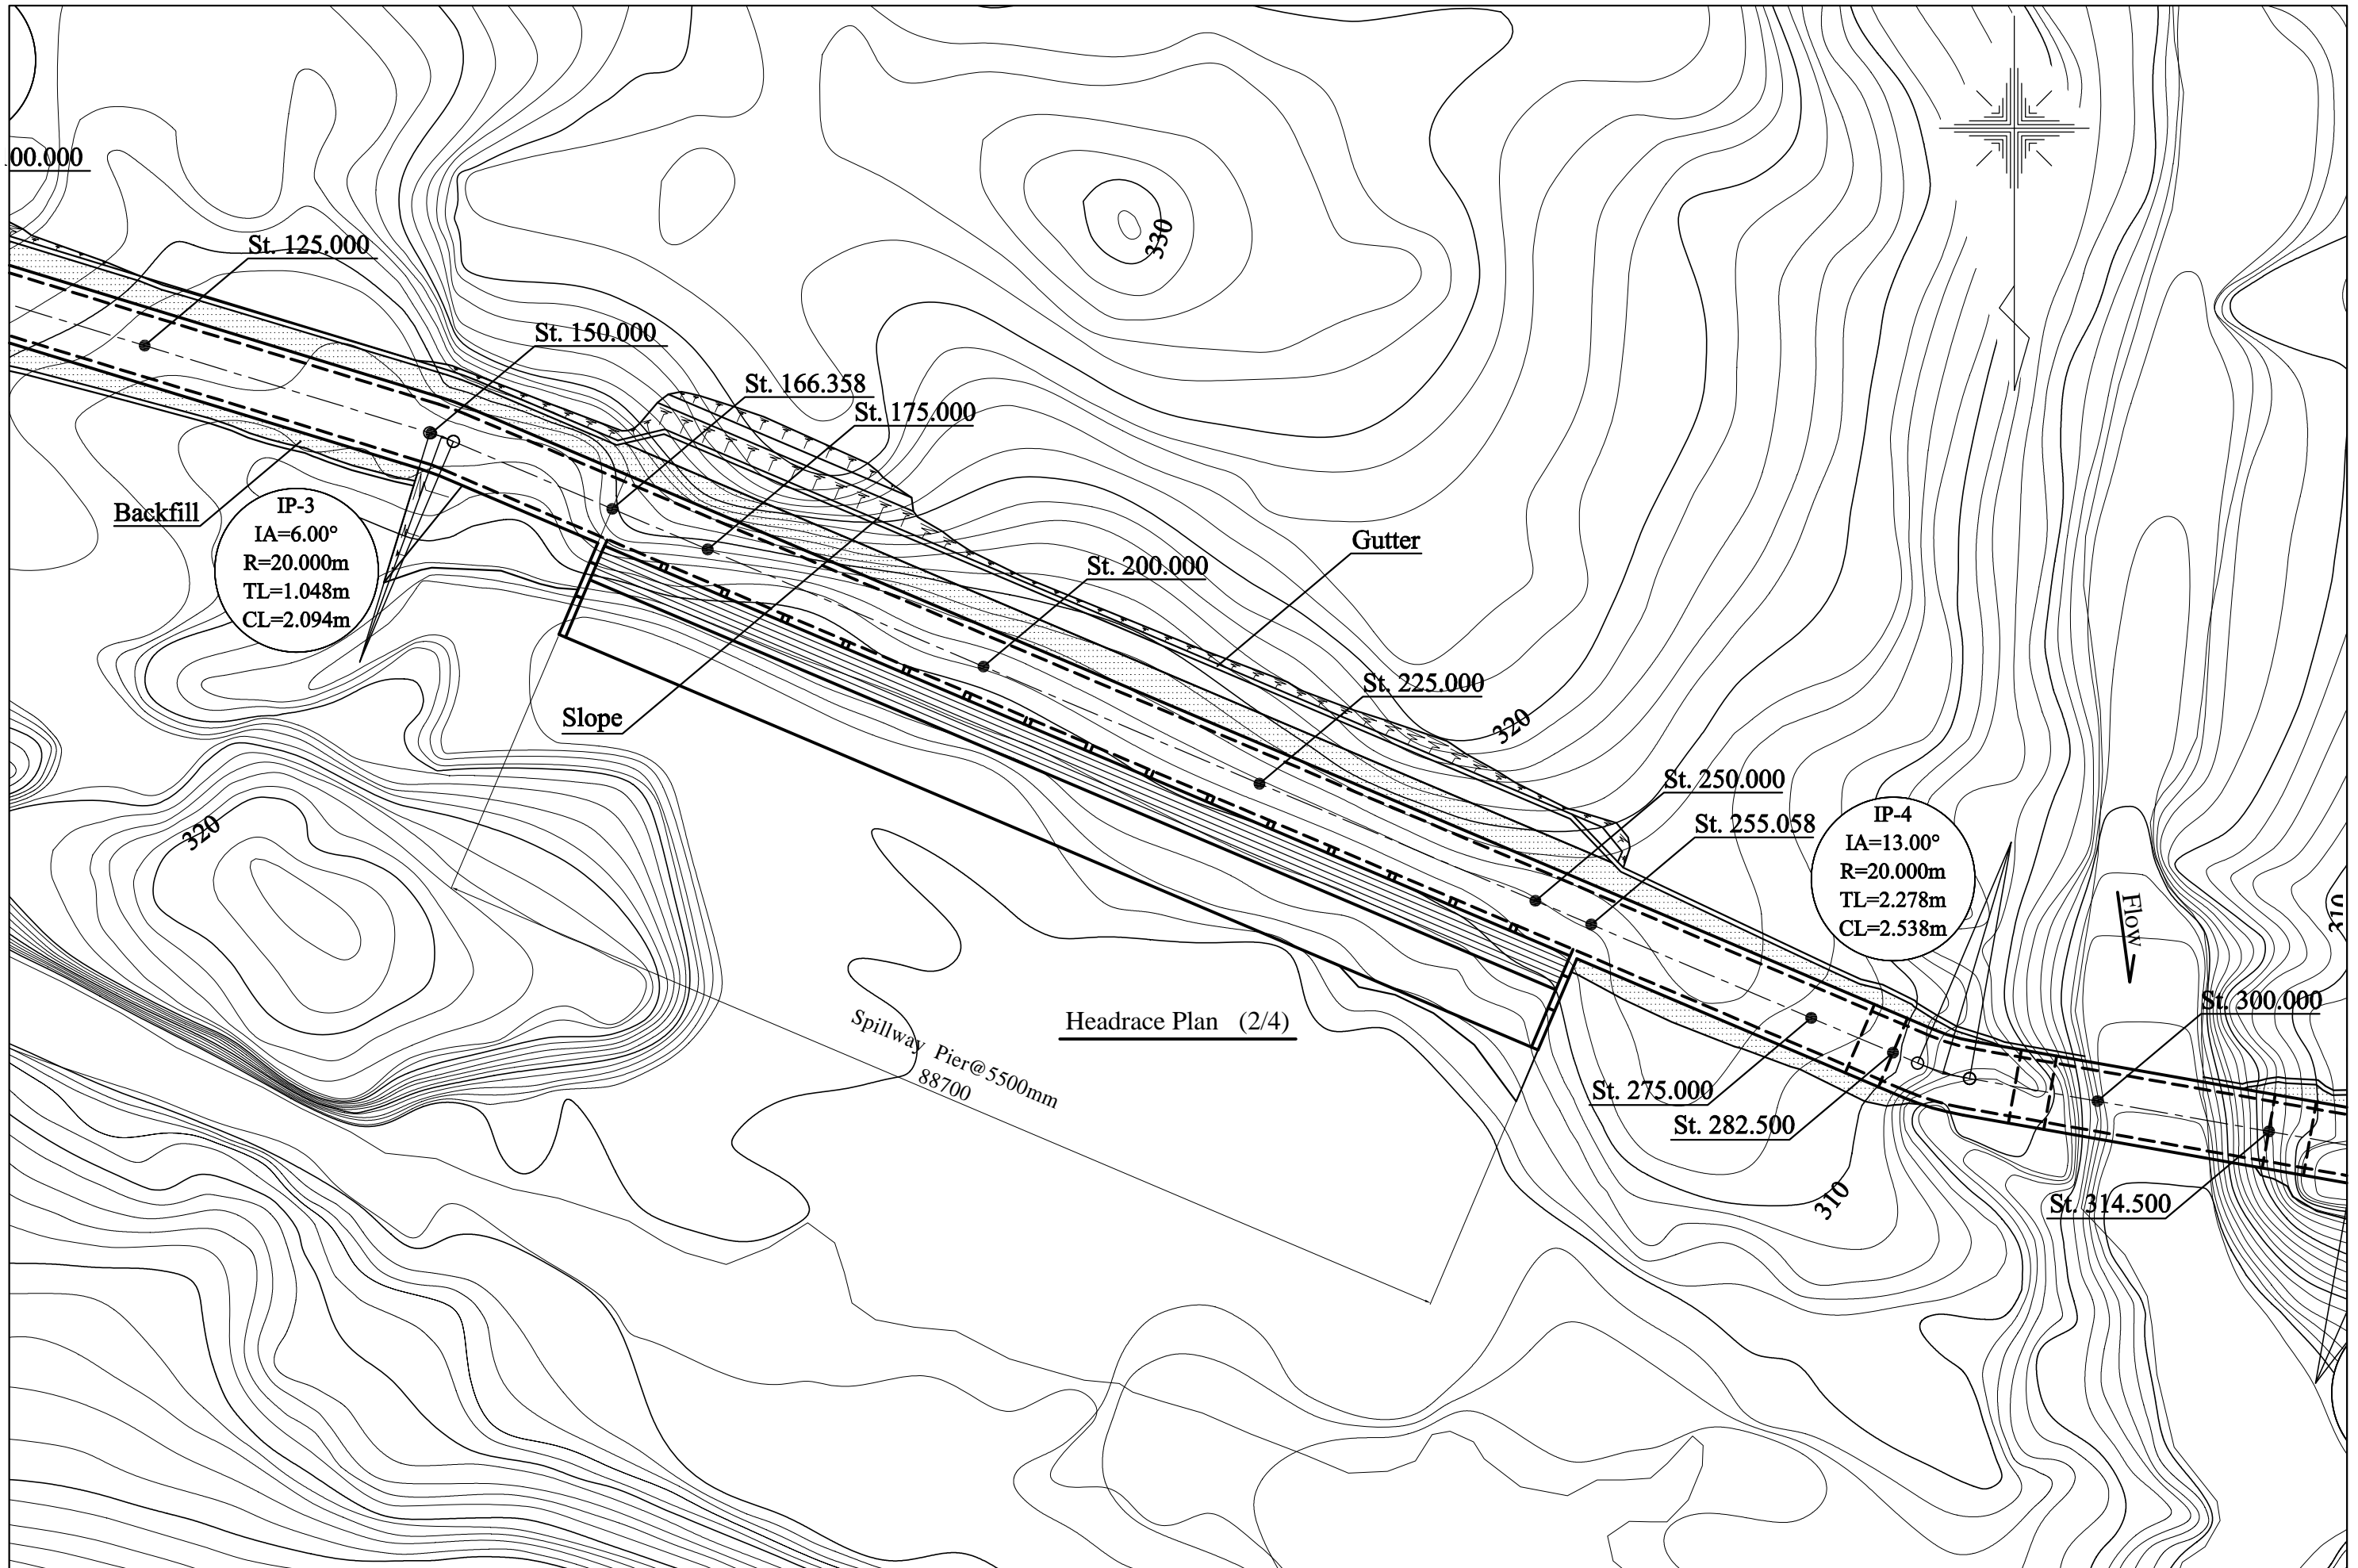 .00.000
St. 125.000
330
St. 150.000
St. 166.358
St. 175.000
Backfill
IP-3
IA=6.00°
R=20.000m
TL=1.048m
CL=2.094m
Gutter
St. 200.000
St. 225.000
Slope
320
St. 250.000
320
St. 255.058
IP-4
IA=13.00°
R=20.000m
TL=2.278m
CL=2.538m
310
Flow
St. 300.000
Headrace Plan (2/4)
Spillway Pier@5500mm
88700
St. 275.000
St. 282.500
310
St. 314.500